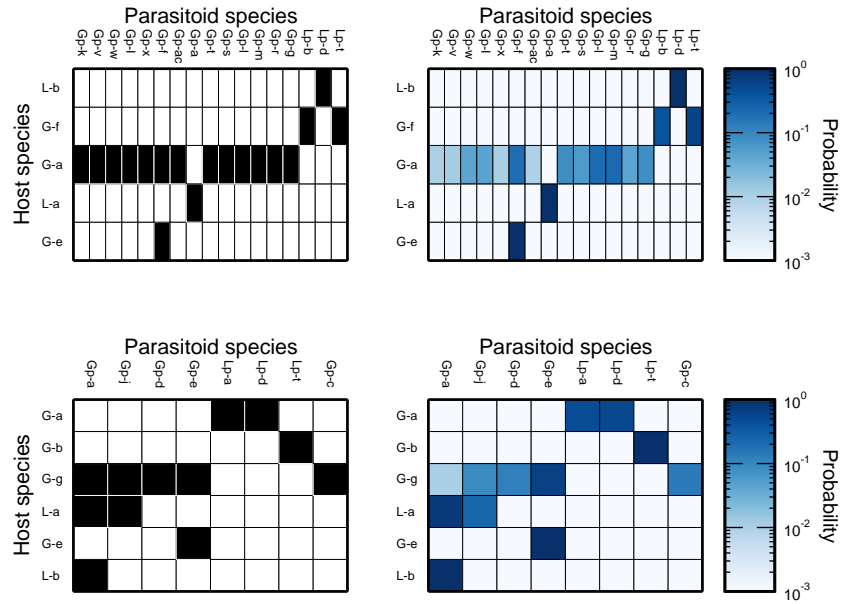 Parasitoid species
Gp-k Gp-v Gp-w Gp-l Gp-x Gp-f Gp-ac Gp-a Gp-t Gp-s Gp-l Gp-m Gp-r Gp-g Lp-b Lp-d Lp-t
Host species
L-b
G-f
G-a
L-a
G-e
Parasitoid species
Gp-k Gp-v Gp-w Gp-l Gp-x Gp-f Gp-ac Gp-a Gp-t Gp-s Gp-l Gp-m Gp-r Gp-g Lp-b Lp-d Lp-t
L-b
G-f
G-a
L-a
G-e
10^0
10^-1
10^-2
10^-3
Probability
Parasitoid species
Gp-a Gp-j Gp-d Gp-e Lp-a Lp-d Lp-t Gp-c
Host species
G-a
G-b
G-g
L-a
G-e
L-b
Parasitoid species
Gp-a Gp-j Gp-d Gp-e Lp-a Lp-d Lp-t Gp-c
G-a
G-b
G-g
L-a
G-e
L-b
10^0
10^-1
10^-2
10^-3
Probability